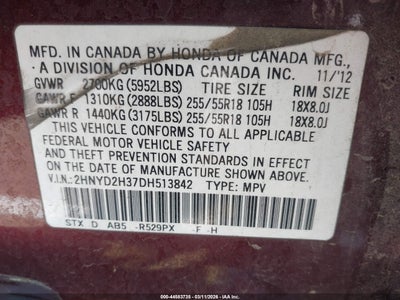 MFD. IN CANADA BY HONDA OF CANADA MFG.,
A DIVISION OF HONDA CANADA INC. 11/'12
GVWR 2700KG (5952LBS) TIRE SIZE RIM SIZE
GAWR F 1310KG (2888LBS) 255/55R18 105H 18X8.0J
GAWR R 1440KG (3175LBS) 255/55R18 105H 18X8.0J
THIS VEHICLE CONFORMS TO ALL APPLICABLE
FEDERAL MOTOR VEHICLE SAFETY
AND THEFT PREVENTION STANDARDS IN EFFECT
ON THE DATE OF MANUFACTURE SHOWN ABOVE.
V.I.N.: 2HNYD2H37DH513842 TYPE: MPV
STX D AB5 -R529PX -F -H
000-44563735 - 03/11/2026 - © IAA, LLC